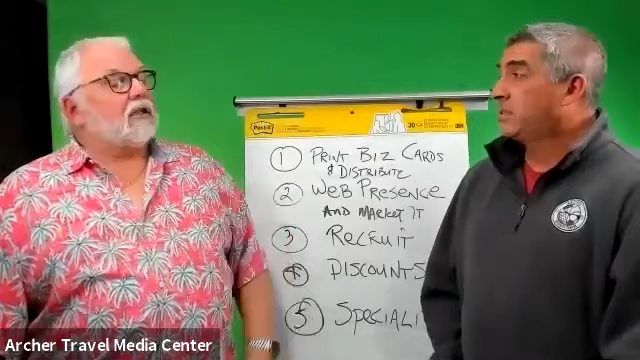 Post-it
30
1 PRINT BIZ CARDS
& DISTRIBUTE
2 WEB PRESENCE
AND MARKET IT
3 RECRUIT
4 DISCOUNTS
5 SPECIALI
Archer Travel Media Center